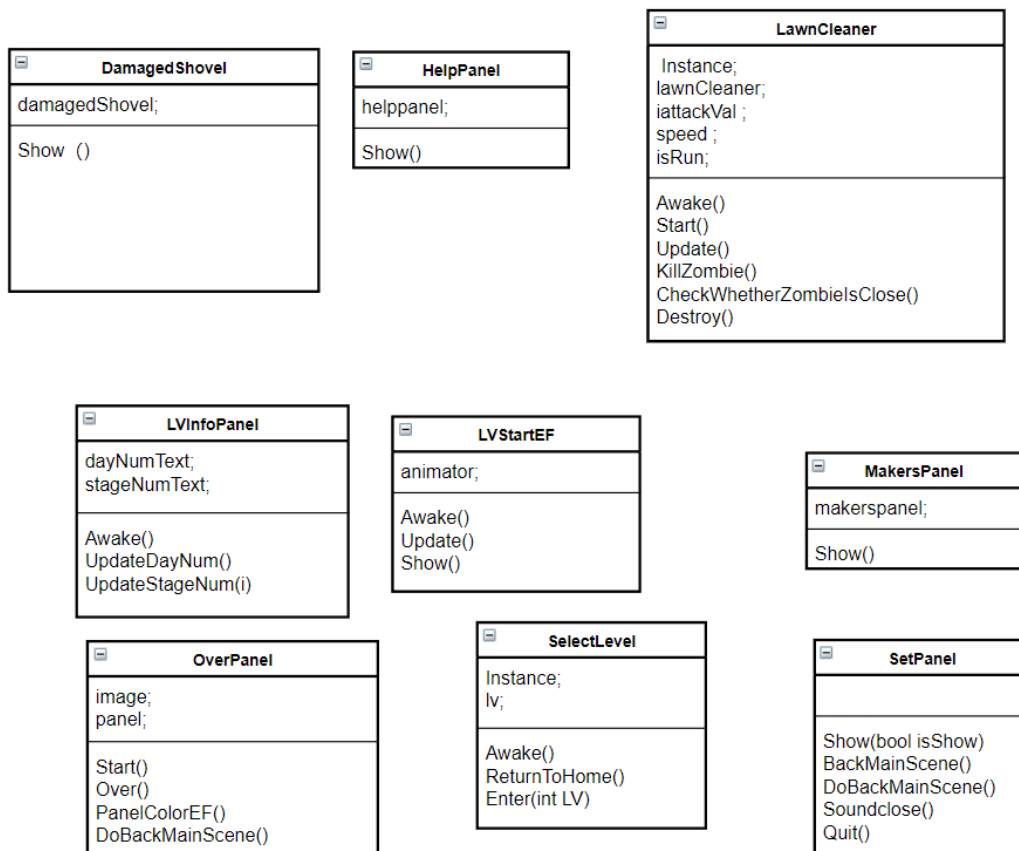 DamagedShovel
damagedShovel;
Show ()
HelpPanel
helppanel;
Show()
LawnCleaner
Instance;
lawnCleaner;
iattackVal ;
speed ;
isRun;
Awake()
Start()
Update()
KillZombie()
CheckWhetherZombieIsClose()
Destroy()
LVInfoPanel
dayNumText;
stageNumText;
Awake()
UpdateDayNum()
UpdateStageNum(i)
LVStartEF
animator;
Awake()
Update()
Show()
MakersPanel
makerspanel;
Show()
OverPanel
image;
panel;
Start()
Over()
PanelColorEF()
DoBackMainScene()
SelectLevel
Instance;
lv;
Awake()
ReturnToHome()
Enter(int LV)
SetPanel
Show(bool isShow)
BackMainScene()
DoBackMainScene()
Soundclose()
Quit()